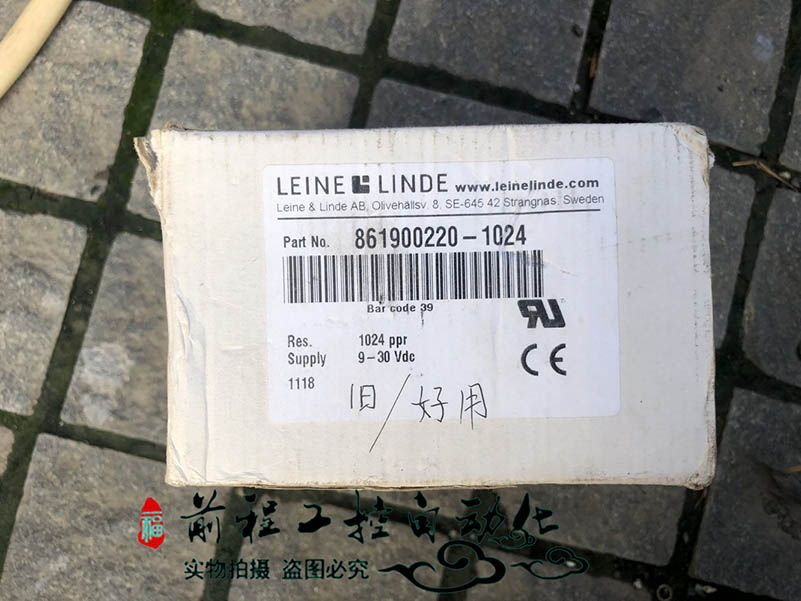 LEINE LINDE www.leinelinde.com
Leine & Linde AB, Olivehällsv. 8, SE-645 42 Strangnas, Sweden
Part No. 861900220-1024
Bar code 39
Res. 1024 ppr
Supply 9-30 Vdc
1118
旧/好用
福 前程工控自动化
实物拍摄 盗图必究